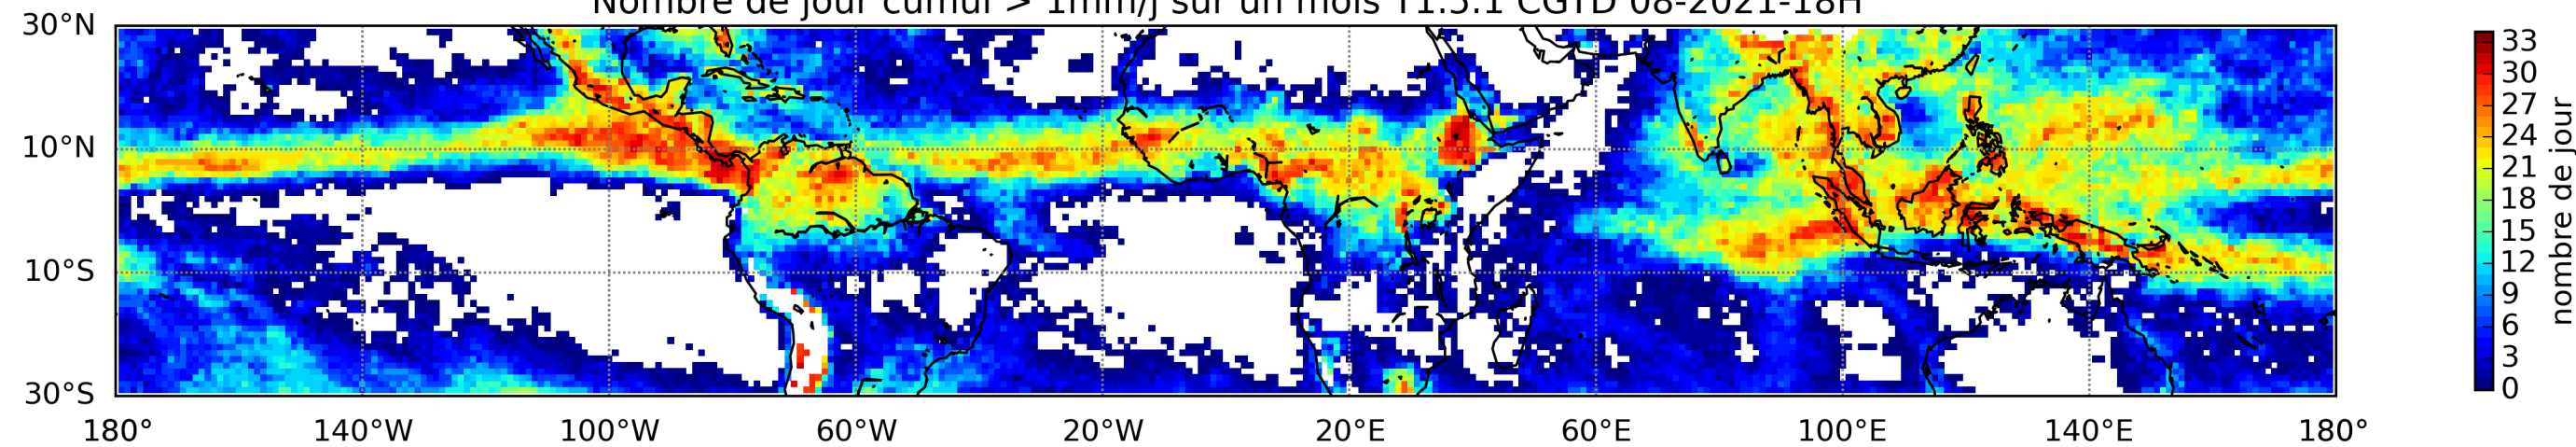 Nombre de jour cumul > 1mm/j sur un mois T1.5.1 CGTD 08-2021-18H
30°N
10°N
10°S
30°S
180° 140°W 100°W 60°W 20°W 20°E 60°E 100°E 140°E 180°
33
30
27
24
21
18
15
12
9
6
3
0
nombre de jour